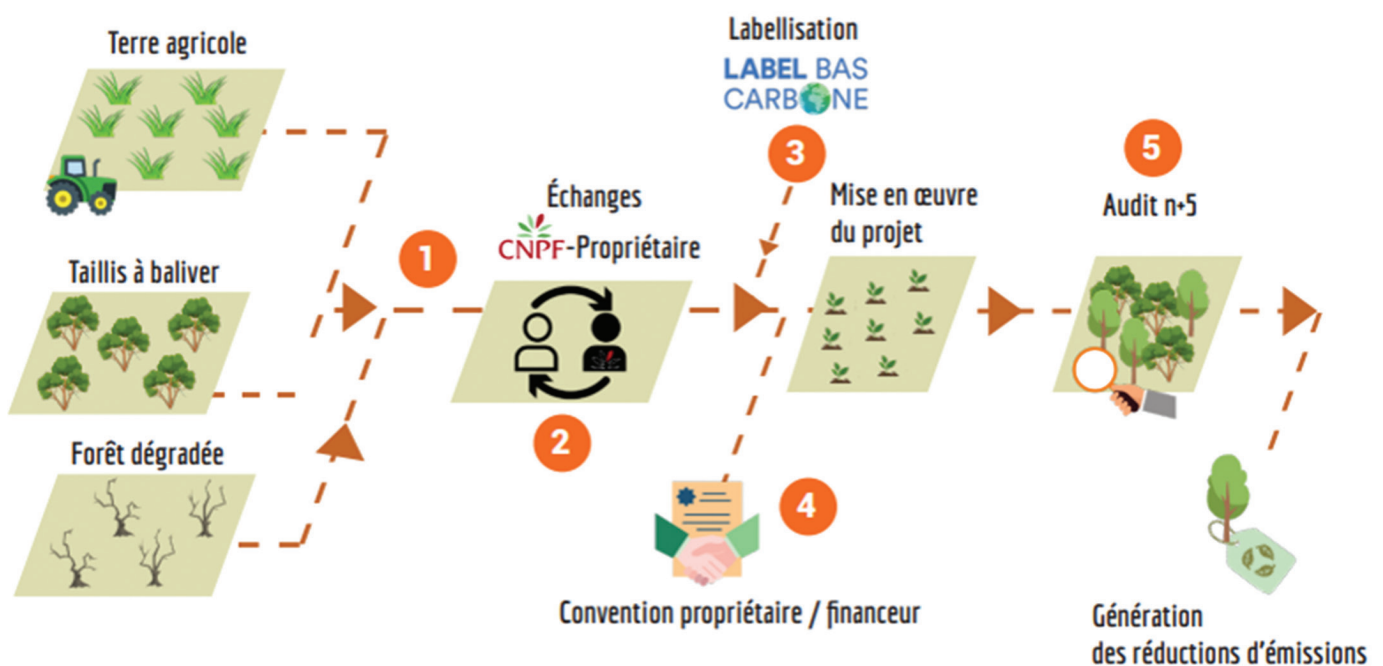 Terre agricole
Taillis à baliver
Forêt dégradée
1
Échanges
CNPF-Propriétaire
2
Labellisation
LABEL BAS
CARBONE
3
Mise en œuvre
du projet
4
Convention propriétaire / financeur
5
Audit n+5
Génération
des réductions d'émissions